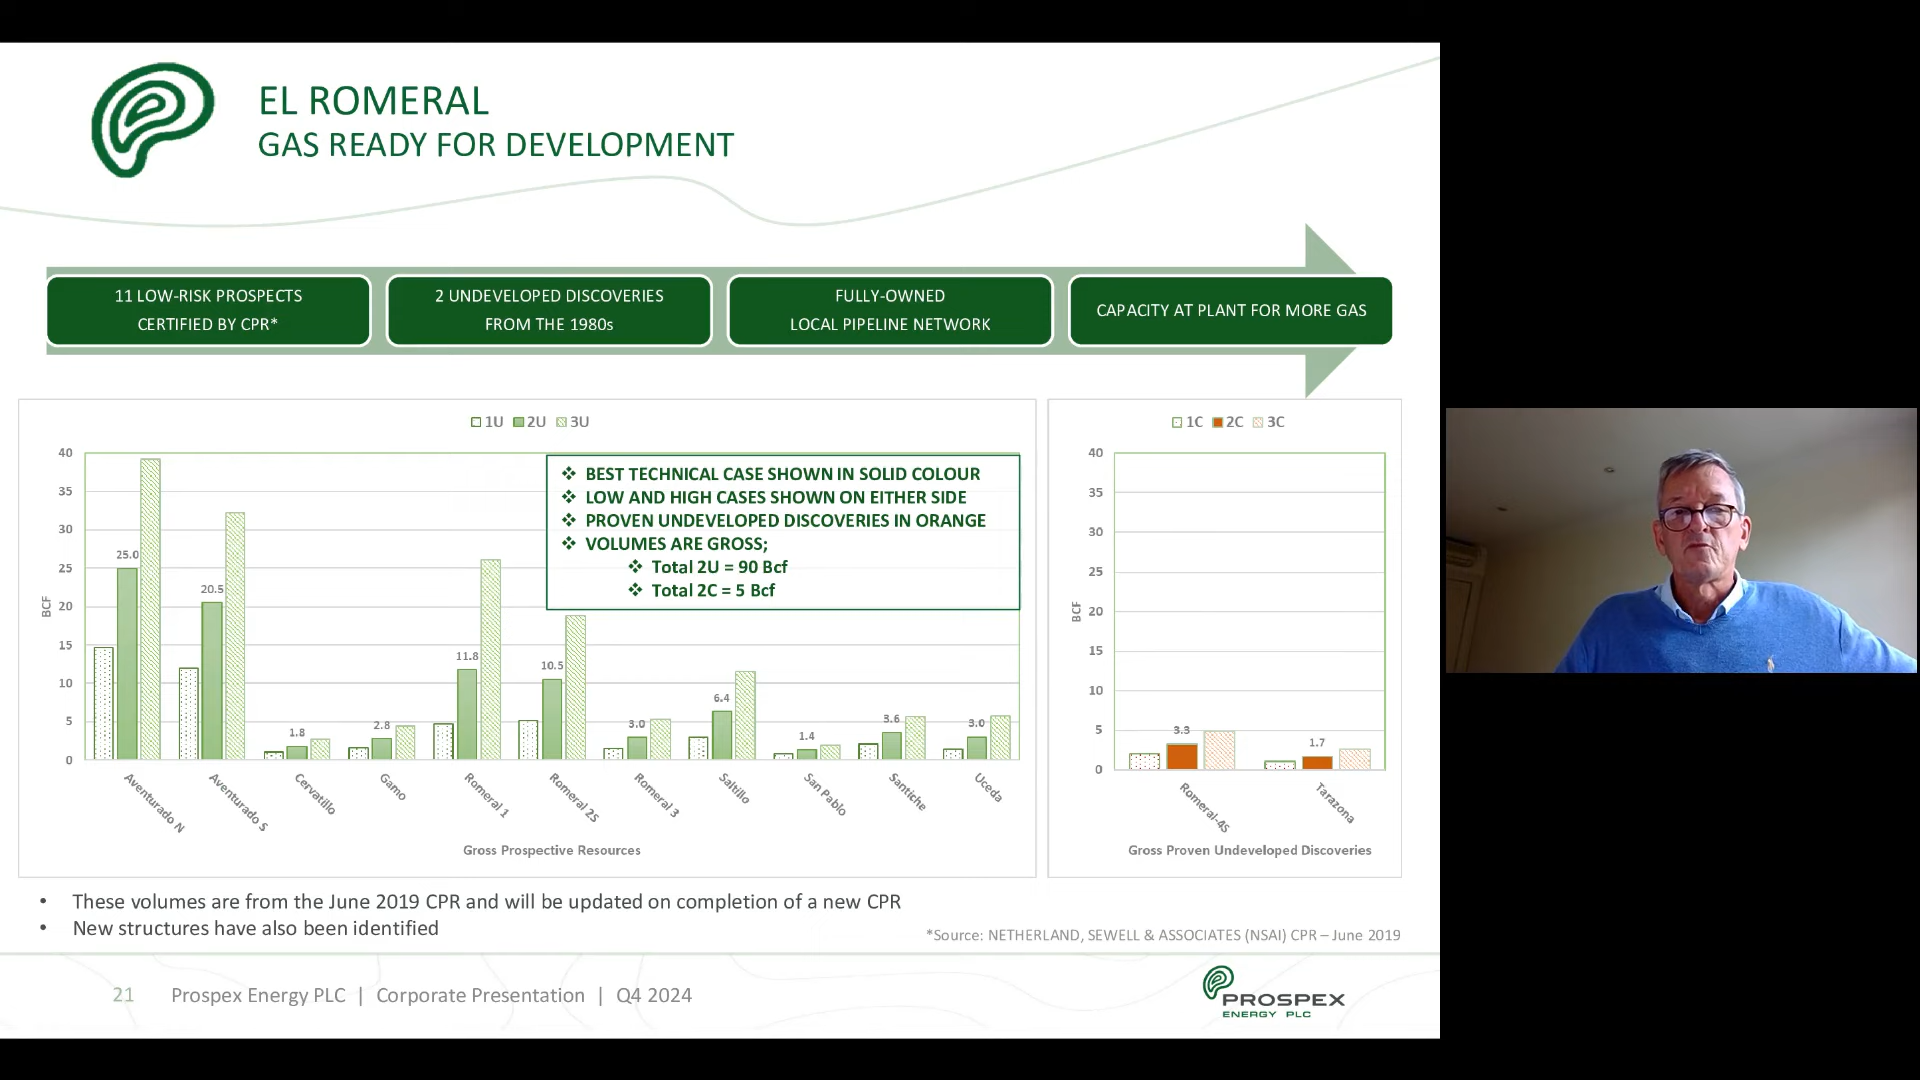 EL ROMERAL
GAS READY FOR DEVELOPMENT
11 LOW-RISK PROSPECTS
CERTIFIED BY CPR*
2 UNDEVELOPED DISCOVERIES
FROM THE 1980s
FULLY-OWNED
LOCAL PIPELINE NETWORK
CAPACITY AT PLANT FOR MORE GAS
1U 2U 3U
40
35
30
25
20
15
10
5
0
BCF
25.0
20.5
1.8
2.8
11.8
10.5
3.0
6.4
1.4
3.6
3.0
❖ BEST TECHNICAL CASE SHOWN IN SOLID COLOUR
❖ LOW AND HIGH CASES SHOWN ON EITHER SIDE
❖ PROVEN UNDEVELOPED DISCOVERIES IN ORANGE
❖ VOLUMES ARE GROSS;
❖ Total 2U = 90 Bcf
❖ Total 2C = 5 Bcf
Aventurado N
Aventurado S
Cervatillo
Gamo
Romeral 1
Romeral 2S
Romeral 3
Saltillo
San Pablo
Santiche
Uceda
Gross Prospective Resources
1C 2C 3C
40
35
30
25
20
15
10
5
0
BCF
3.3
1.7
Romeral-4S
Tarazona
Gross Proven Undeveloped Discoveries
• These volumes are from the June 2019 CPR and will be updated on completion of a new CPR
• New structures have also been identified
*Source: NETHERLAND, SEWELL & ASSOCIATES (NSAI) CPR – June 2019
21 Prospex Energy PLC | Corporate Presentation | Q4 2024
PROSPEX
ENERGY PLC